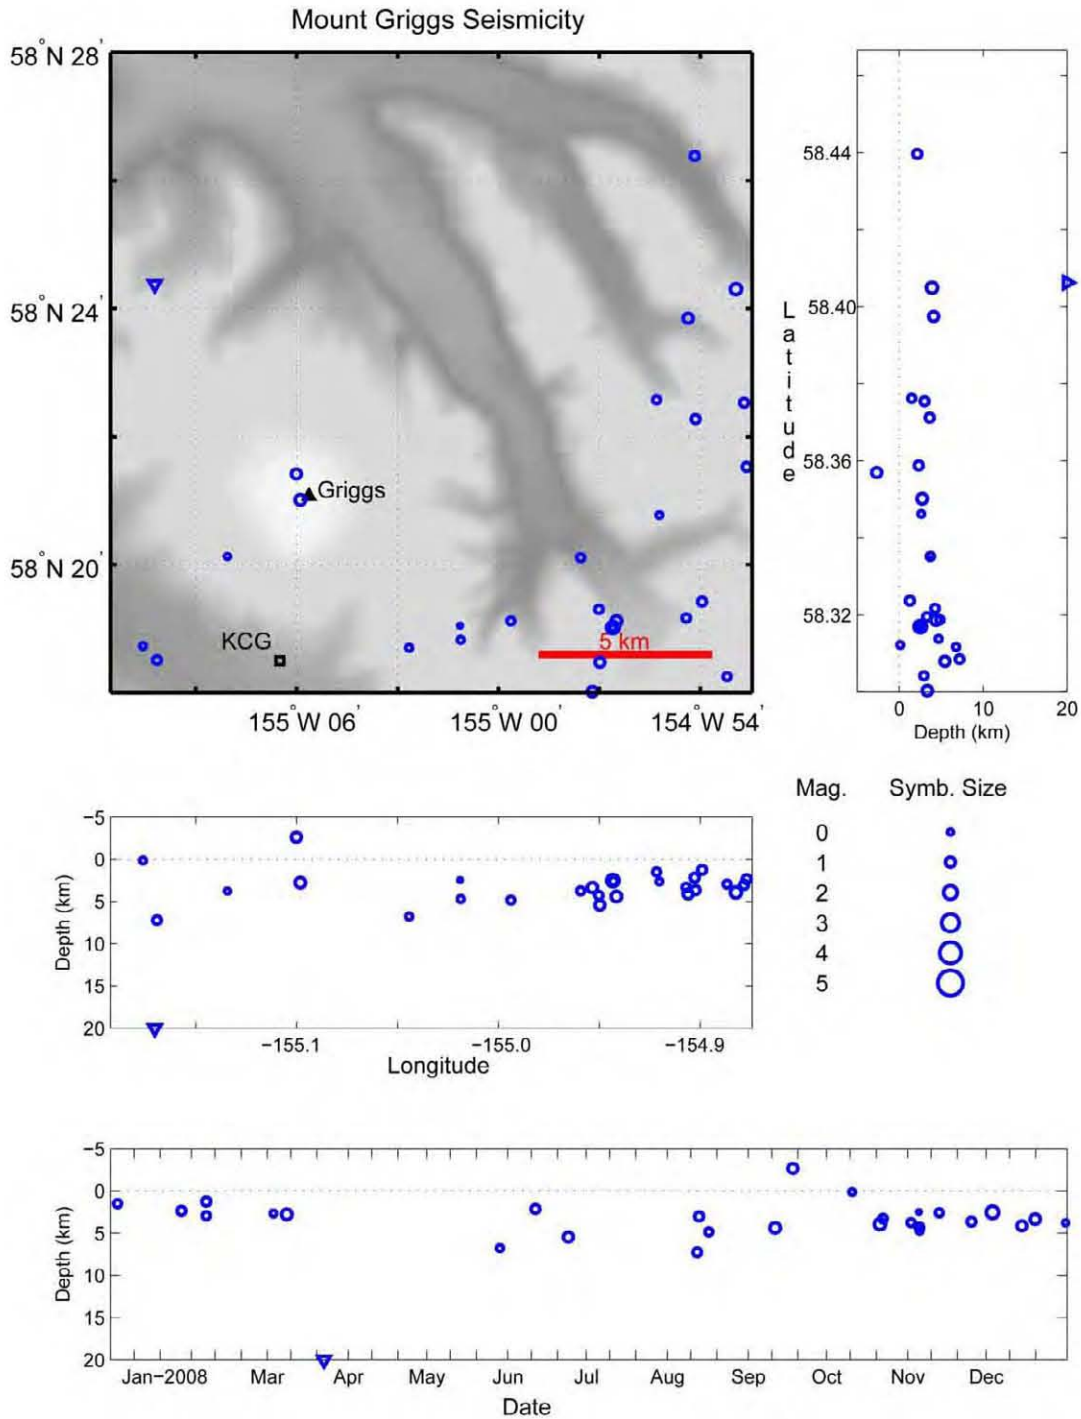 Mount Griggs Seismicity
58°N 28'
58°N 24'
58°N 20'
Griggs
KCG
5 km
155°W 06'
155°W 00'
154°W 54'
Latitude
58.44
58.40
58.36
58.32
0 10 20
Depth (km)
Mag. Symb. Size
0
1
2
3
4
5
Depth (km)
−5
0
5
10
15
20
−155.1 −155.0 −154.9
Longitude
Depth (km)
−5
0
5
10
15
20
Jan−2008 Mar Apr May Jun Jul Aug Sep Oct Nov Dec
Date